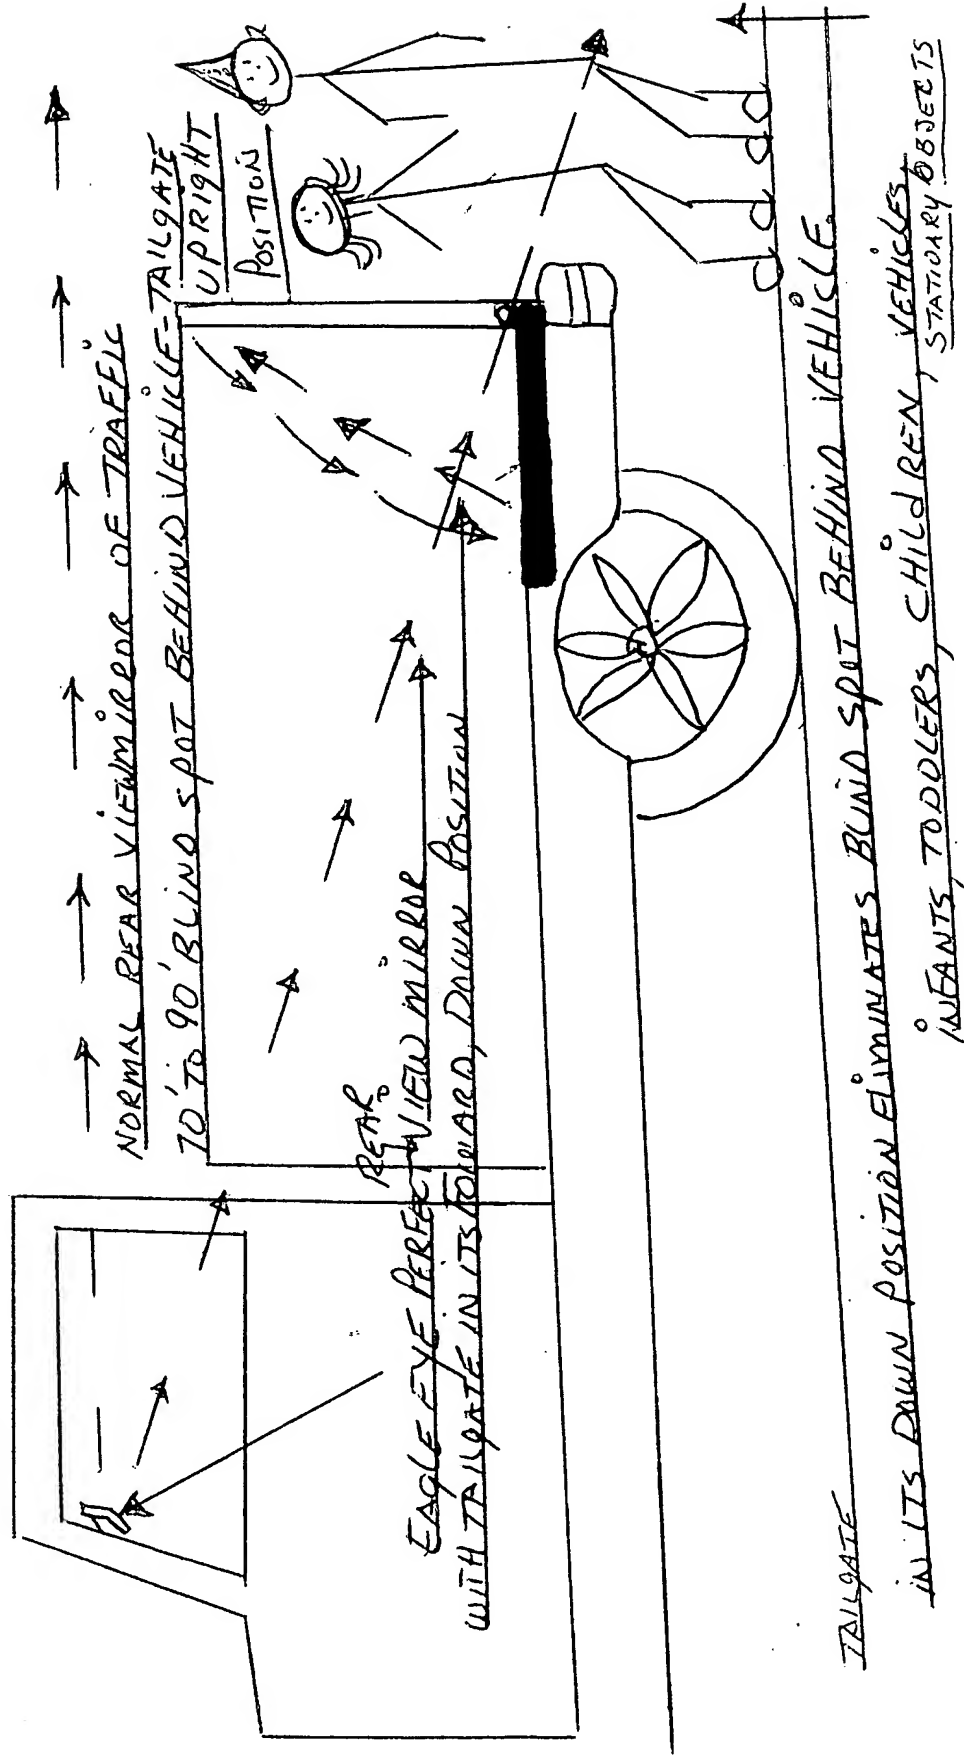 NORMAL REAR VIEW MIRROR OF TRAFFIC
10' TO 90' BLIND SPOT BEHIND VEHICLE - TAILGATE
UPRIGHT
POSITION
REAR
EAGLE EYE PERFECT VIEW MIRROR
WITH TAILGATE IN ITS FORWARD, DOWN POSITION
TAILGATE
IN ITS DOWN POSITION ELIMINATES BLIND SPOT BEHIND VEHICLE
INFANTS, TODDLERS, CHILDREN, VEHICLES,
STATIONARY OBJECTS